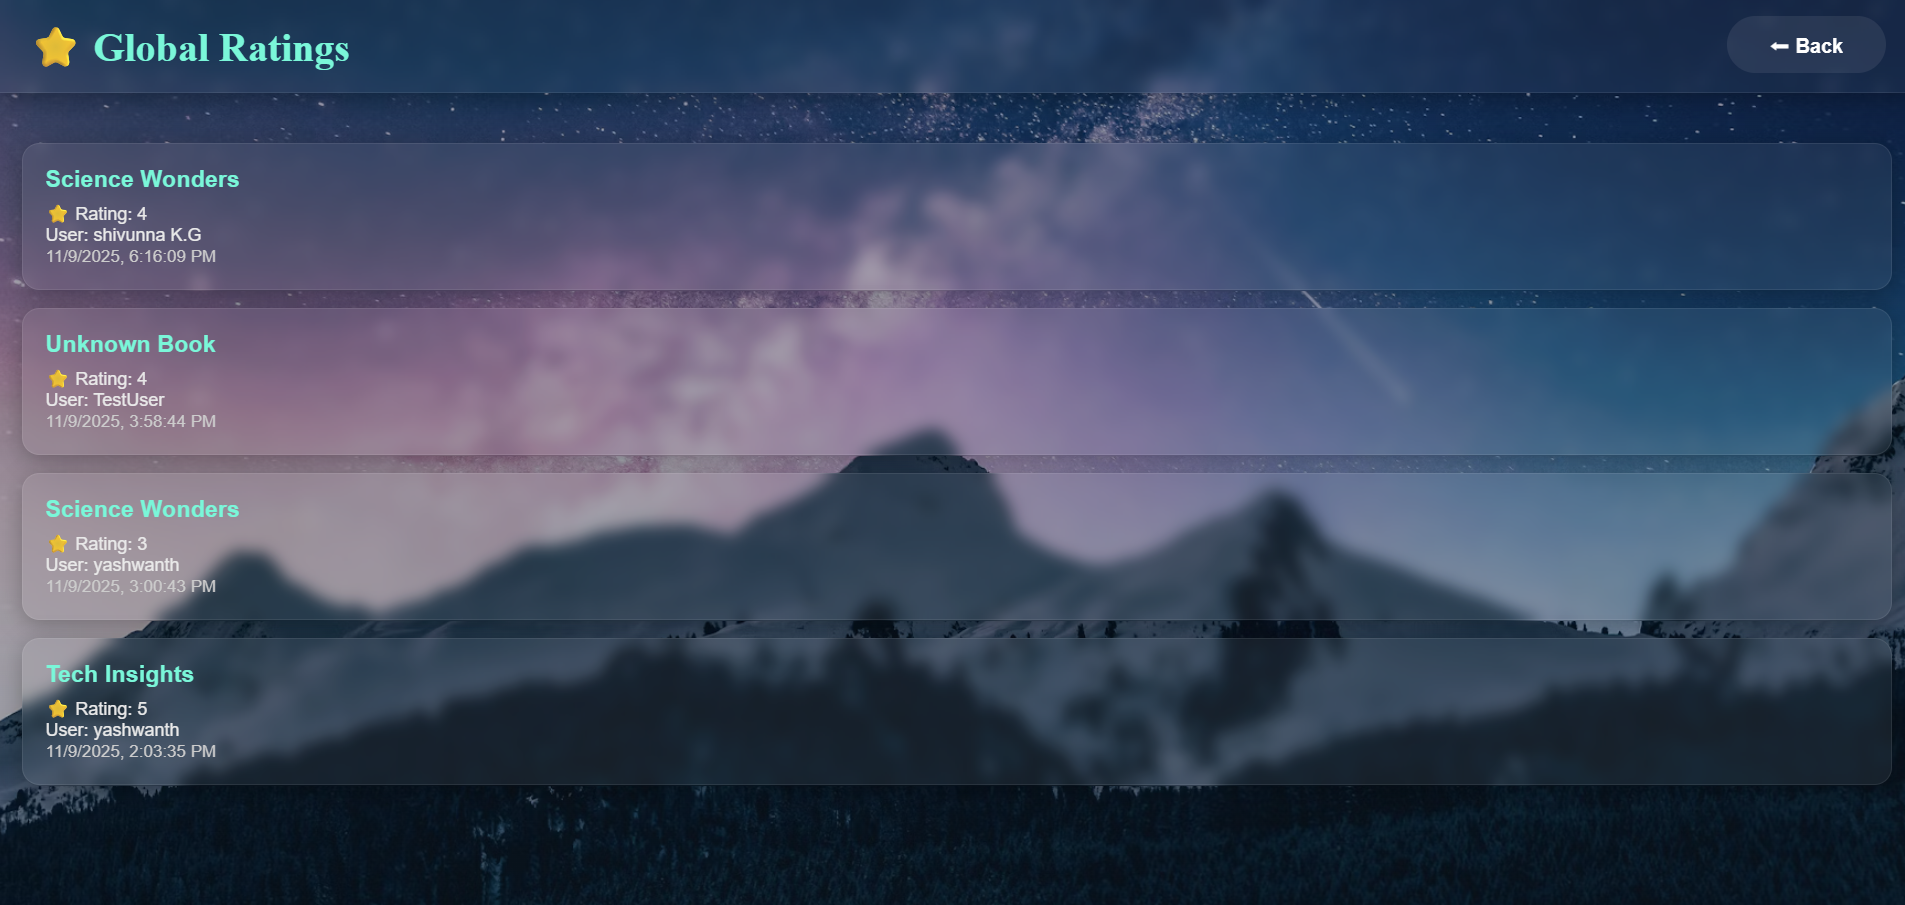 Global Ratings
← Back
Science Wonders
Rating: 4
User: shivunna K.G
11/9/2025, 6:16:09 PM
Unknown Book
Rating: 4
User: TestUser
11/9/2025, 3:58:44 PM
Science Wonders
Rating: 3
User: yashwanth
11/9/2025, 3:00:43 PM
Tech Insights
Rating: 5
User: yashwanth
11/9/2025, 2:03:35 PM